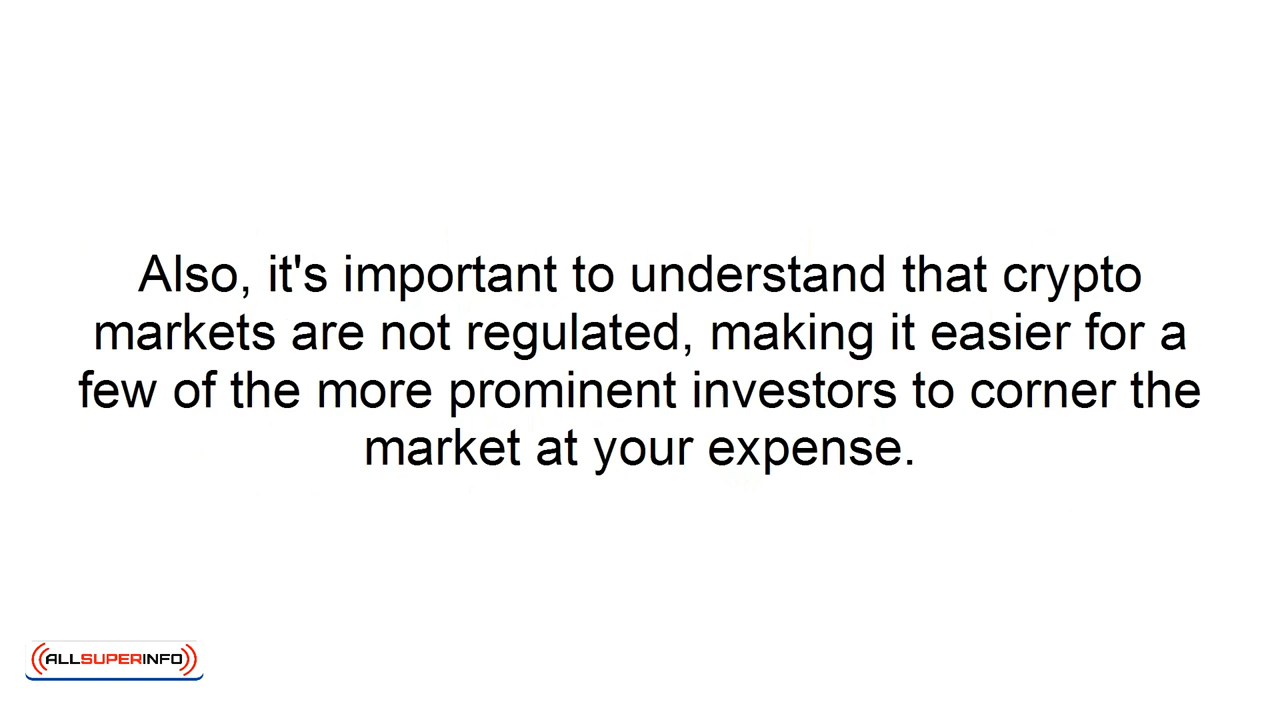 Also, it's important to understand that crypto
markets are not regulated, making it easier for a
few of the more prominent investors to corner the
market at your expense.
ALLSUPERINFO